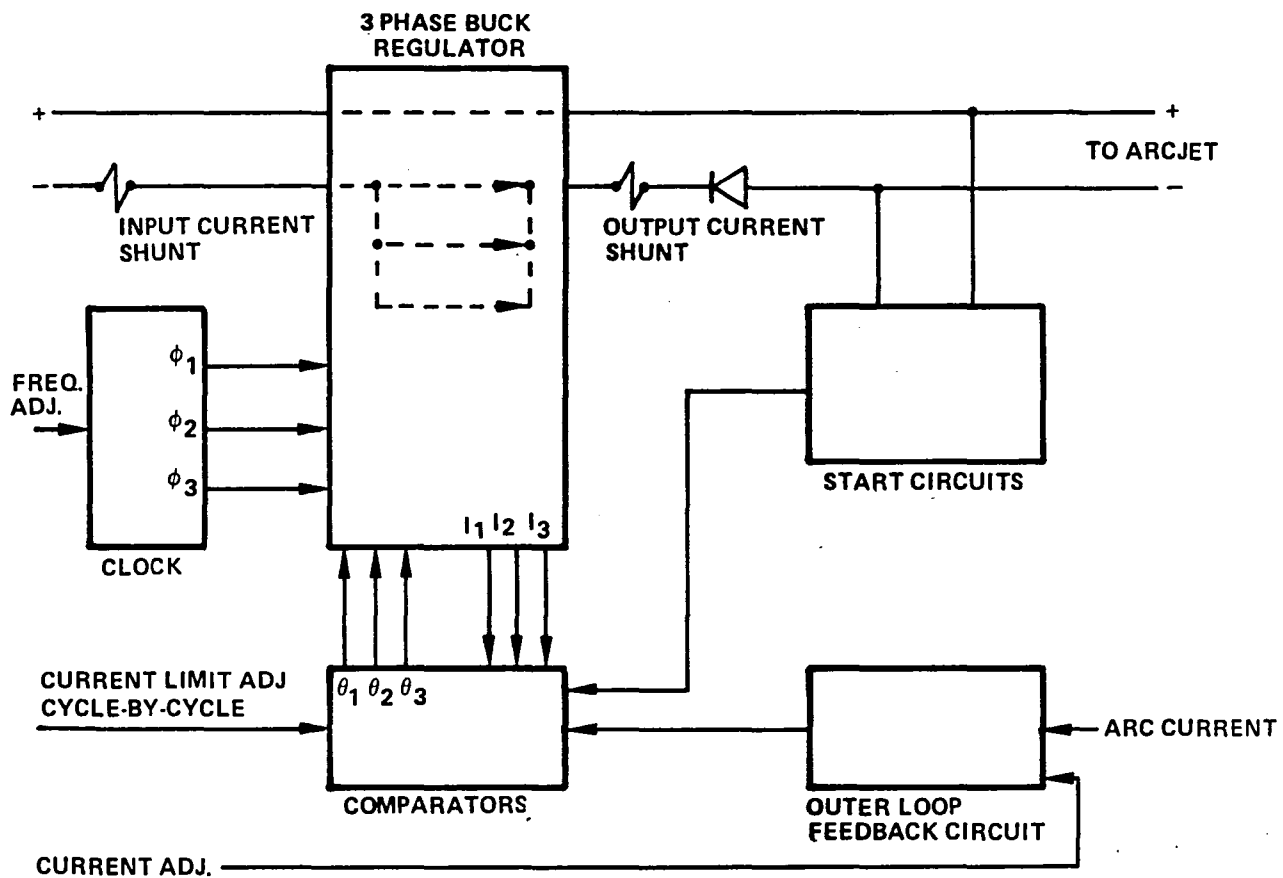 3 PHASE BUCK
REGULATOR
+
+
TO ARCJET
−
−
INPUT CURRENT
SHUNT
OUTPUT CURRENT
SHUNT
ϕ1
FREQ.
ADJ.
ϕ2
ϕ3
CLOCK
I1 I2 I3
START CIRCUITS
CURRENT LIMIT ADJ
CYCLE-BY-CYCLE
θ1 θ2 θ3
ARC CURRENT
COMPARATORS
OUTER LOOP
FEEDBACK CIRCUIT
CURRENT ADJ.